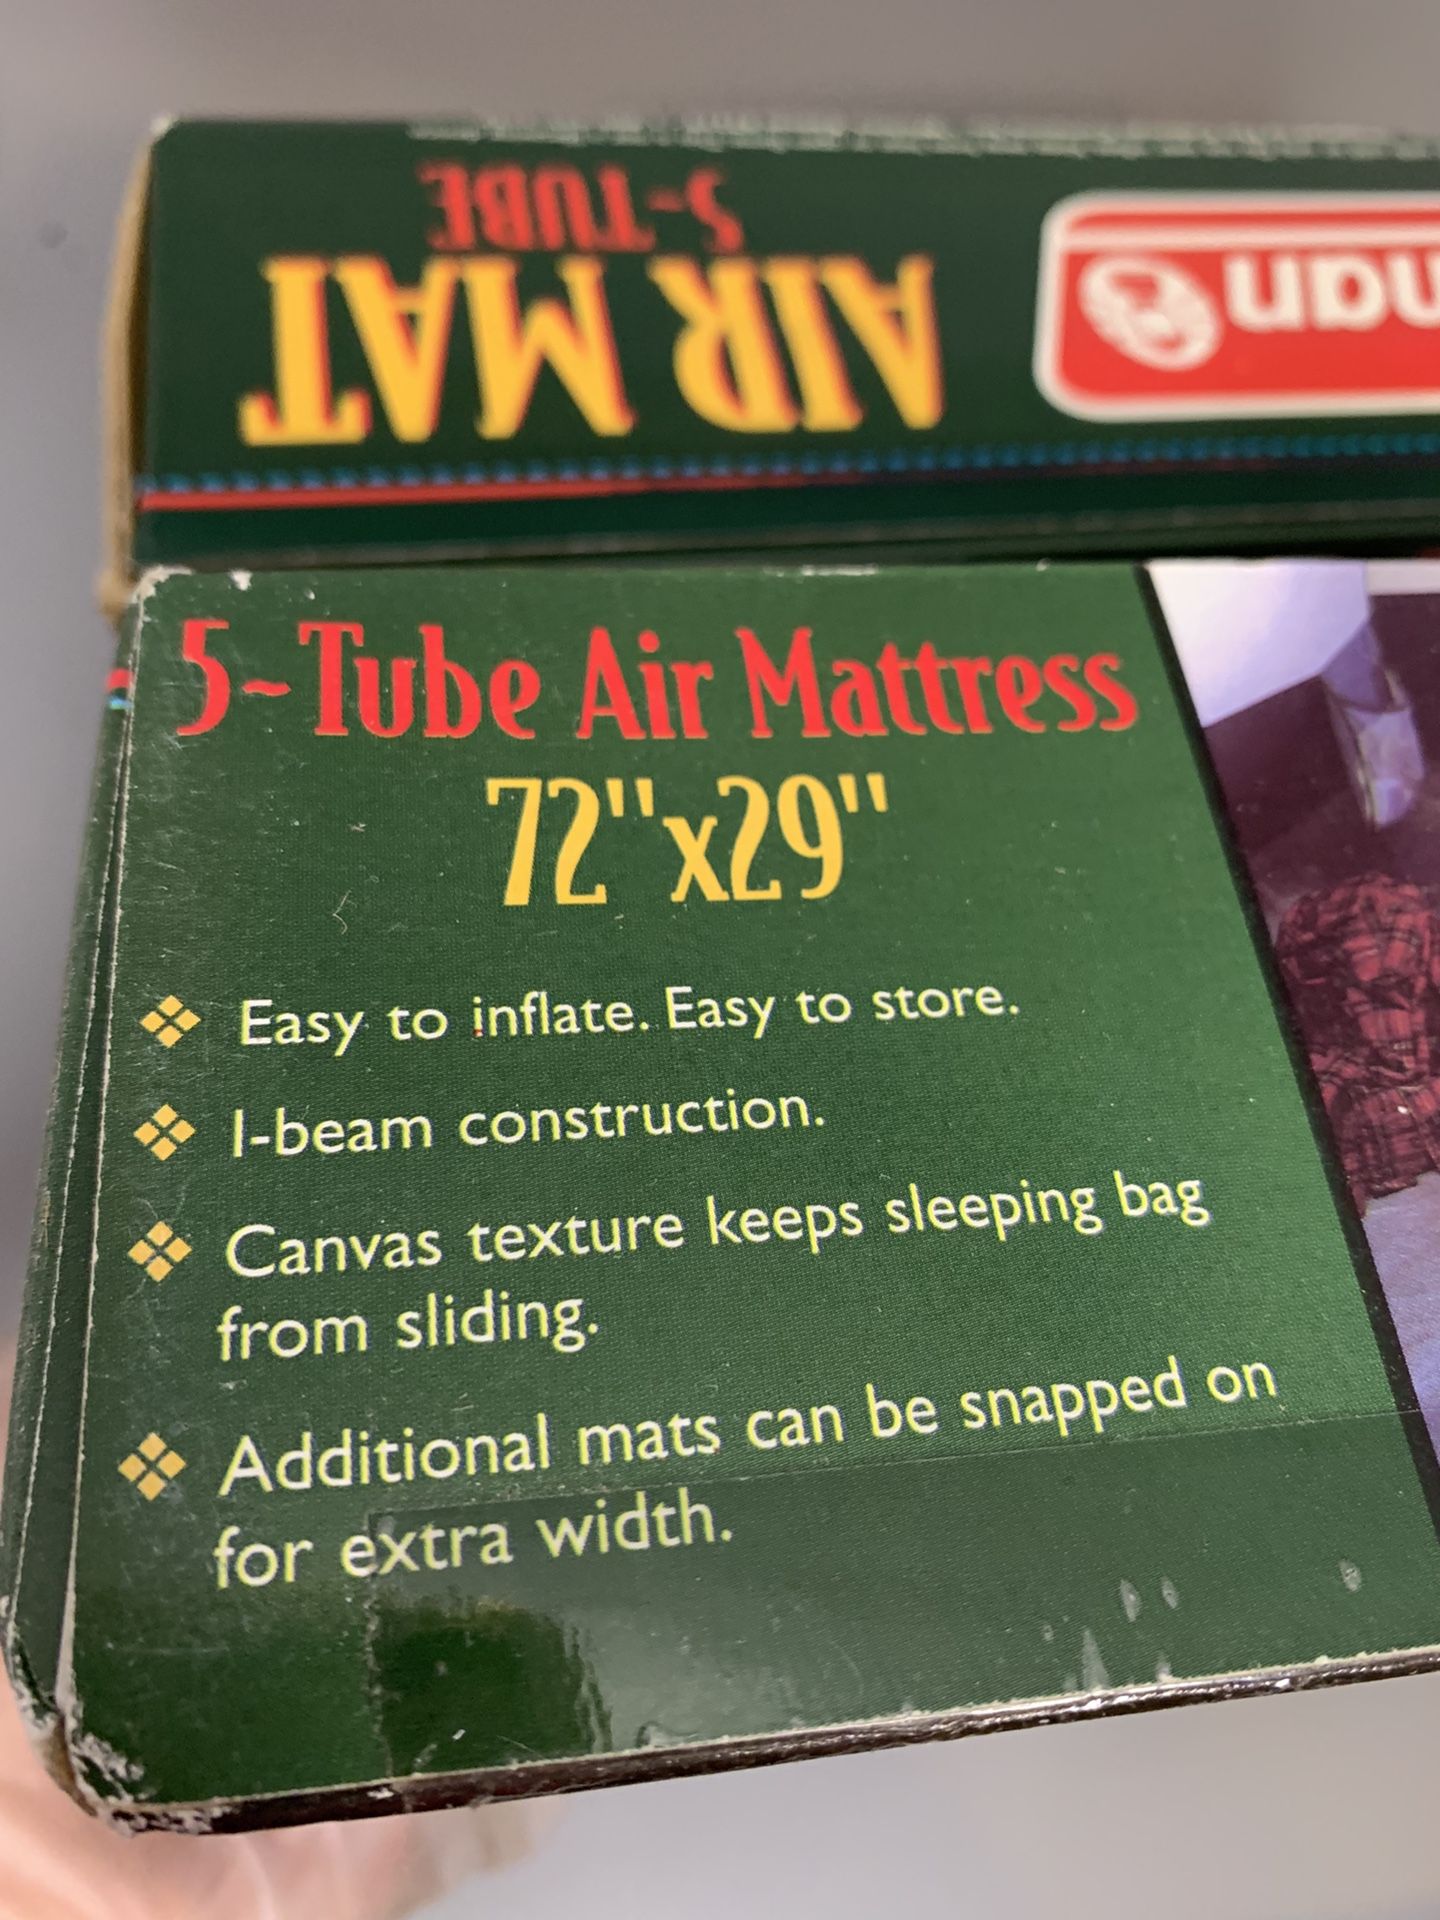 5-TUBE
AIR MAT
man
5-Tube Air Mattress
72"x29"
Easy to inflate. Easy to store.
I-beam construction.
Canvas texture keeps sleeping bag
from sliding.
Additional mats can be snapped on
for extra width.